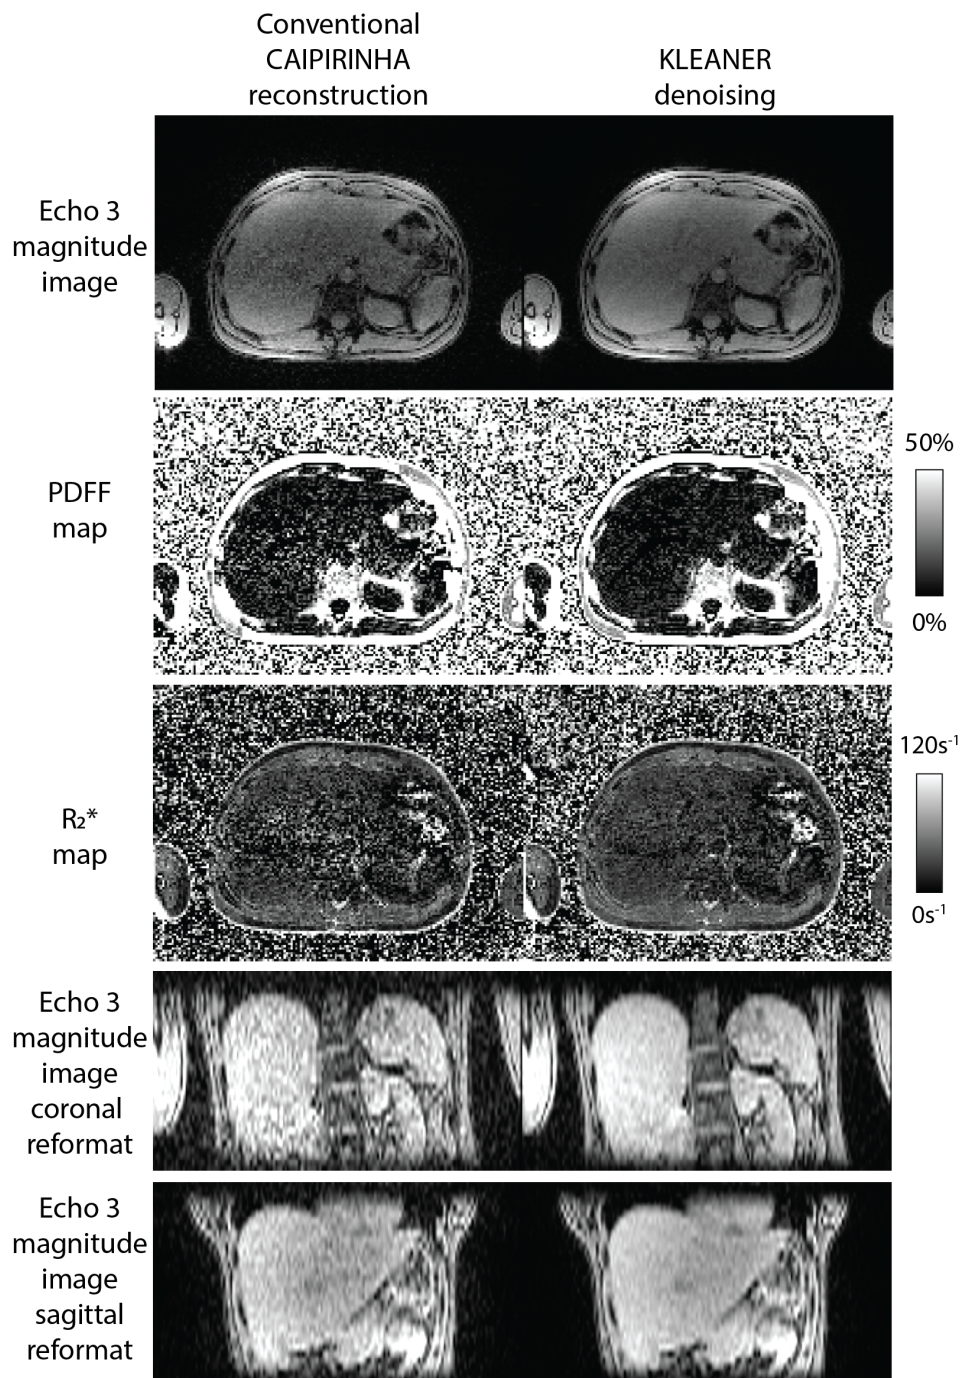 Conventional
CAIPIRINHA
reconstruction
KLEANER
denoising
Echo 3
magnitude
image
PDFF
map
50%
0%
R₂*
map
120s⁻¹
0s⁻¹
Echo 3
magnitude
image
coronal
reformat
Echo 3
magnitude
image
sagittal
reformat